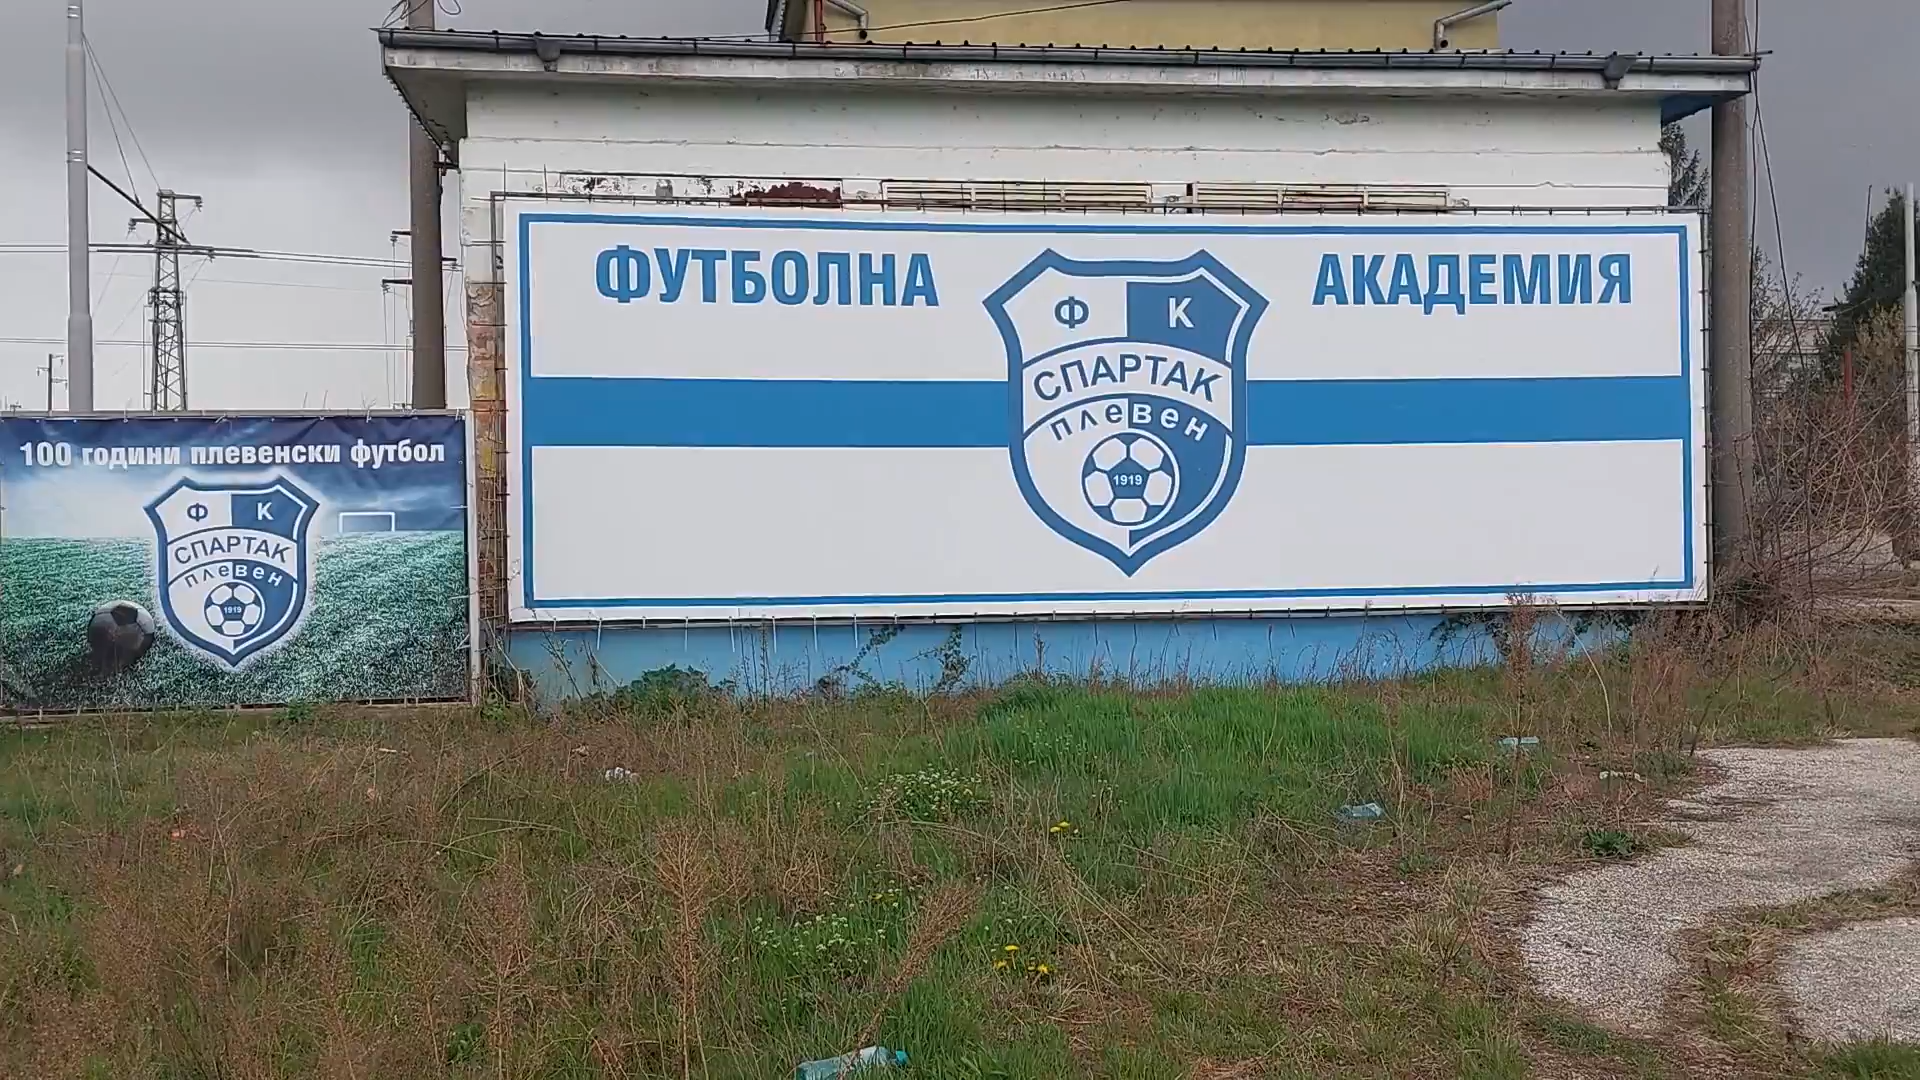 ФУТБОЛНА АКАДЕМИЯ
Ф К
СПАРТАК
плевен
1919
100 години плевенски футбол
Ф К
СПАРТАК
плевен
1919